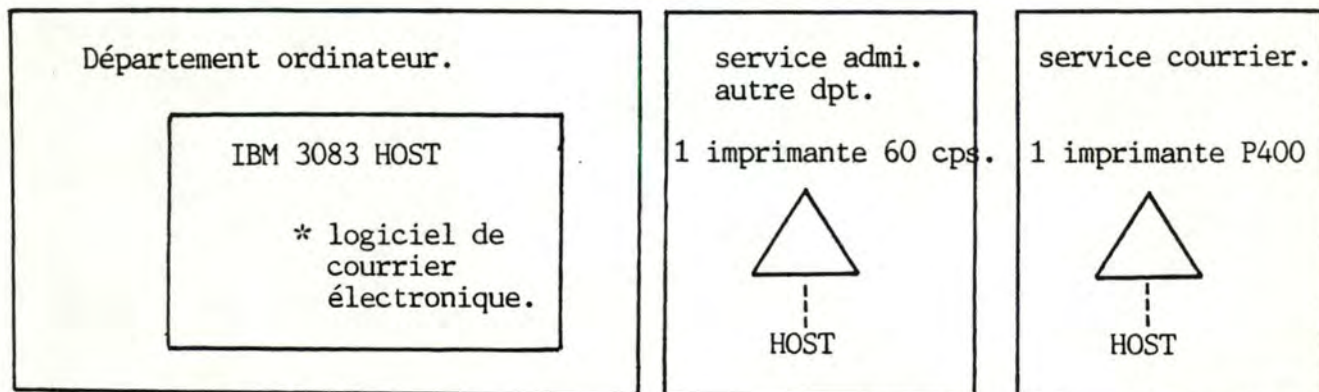 Département ordinateur.
IBM 3083 HOST
* logiciel de
courrier
électronique.
service admi.
autre dpt.
1 imprimante 60 cps.
HOST
service courrier.
1 imprimante P400
HOST